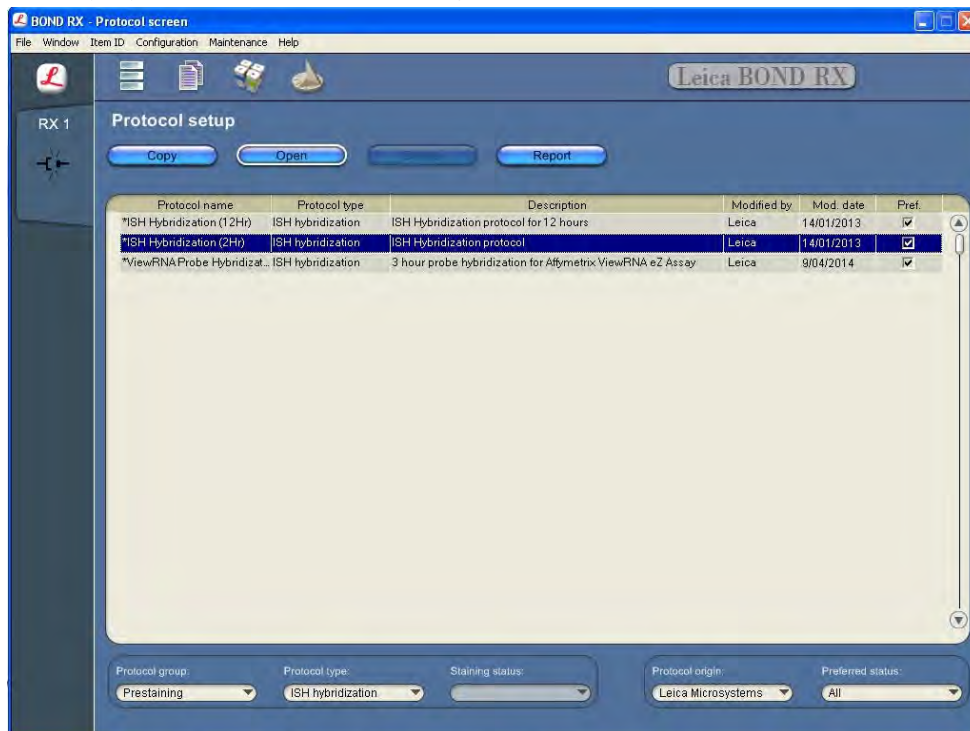 BOND RX - Protocol screen
File Window Item ID Configuration Maintenance Help
Leica BOND RX
RX 1
Protocol setup
Copy Open Report
Protocol name Protocol type Description Modified by Mod. date Pref.
*ISH Hybridization (12Hr) ISH hybridization ISH Hybridization protocol for 12 hours Leica 14/01/2013
*ISH Hybridization (2Hr) ISH hybridization ISH Hybridization protocol Leica 14/01/2013
*ViewRNA Probe Hybridizat... ISH hybridization 3 hour probe hybridization for Affymetrix ViewRNA eZ Assay Leica 9/04/2014
Protocol group: Protocol type: Staining status: Protocol origin: Preferred status:
Prestaining ISH hybridization Leica Microsystems All